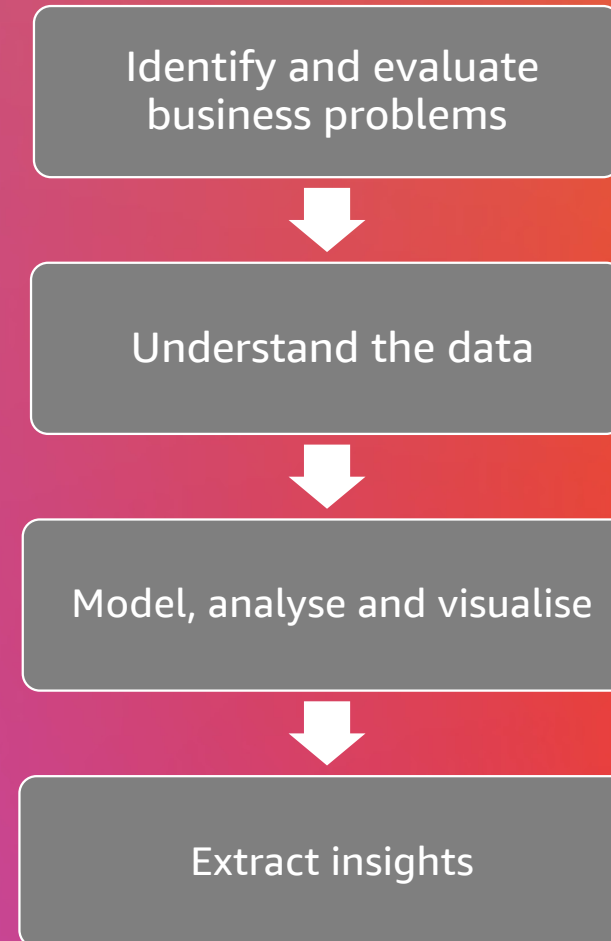 Identify and evaluate
business problems
Understand the data
Model, analyse and visualise
Extract insights